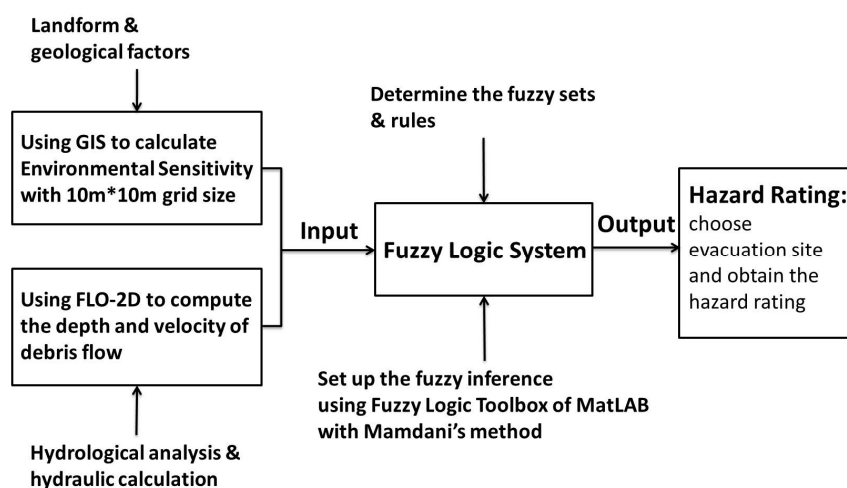 Landform &
geological factors
Using GIS to calculate
Environmental Sensitivity
with 10m*10m grid size
Using FLO-2D to compute
the depth and velocity of
debris flow
Hydrological analysis &
hydraulic calculation
Input
Determine the fuzzy sets
& rules
Fuzzy Logic System
Set up the fuzzy inference
using Fuzzy Logic Toolbox of MatLAB
with Mamdani's method
Output
Hazard Rating:
choose
evacuation site
and obtain the
hazard rating